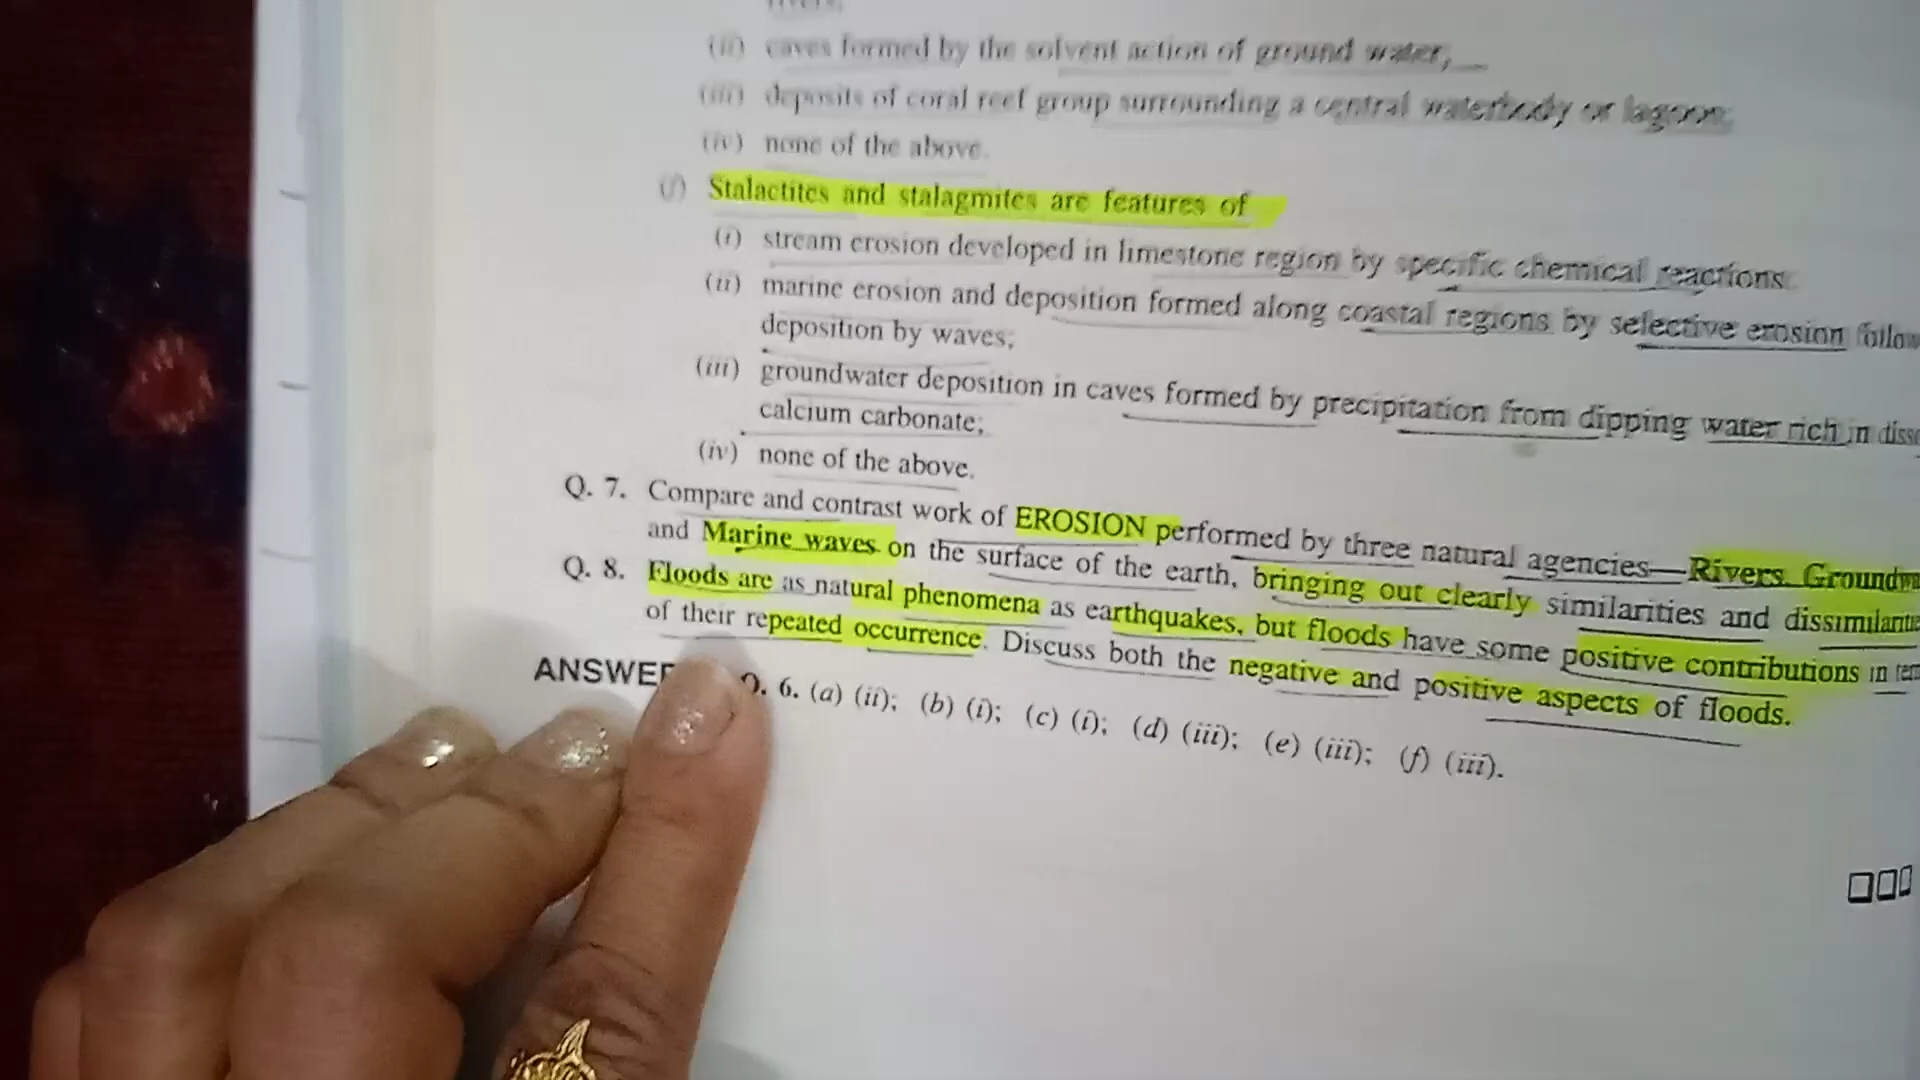 (ii) caves formed by the solvent action of ground water,
(iii) deposits of coral reef group surrounding a central waterbody or lagoon.
(iv) none of the above.
(f) Stalactites and stalagmites are features of
(i) stream erosion developed in limestone region by specific chemical reactions.
(ii) marine erosion and deposition formed along coastal regions by selective erosion
deposition by waves;
(iii) groundwater deposition in caves formed by precipitation from dipping water rich in
calcium carbonate;
(iv) none of the above.
Q. 7. Compare and contrast work of EROSION performed by three natural agencies—Rivers,
and Marine waves on the surface of the earth, bringing out clearly similarities and
Q. 8. Floods are as natural phenomena as earthquakes, but floods have some positive contributions in
of their repeated occurrence. Discuss both the negative and positive aspects of floods.
Q. 6. (a) (ii); (b) (i); (c) (i); (d) (iii); (e) (iii); (f) (iii).